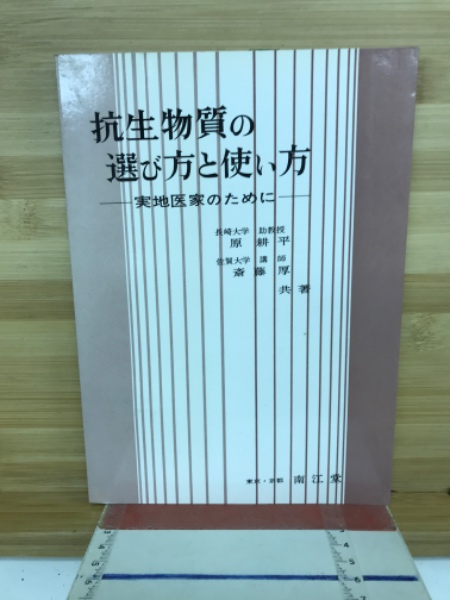 抗生物質の
選び方と使い方
―実地医家のために―
長崎大学 助教授
原耕平
佐賀大学 講師
斎藤厚
共著
東京・京都 南江堂